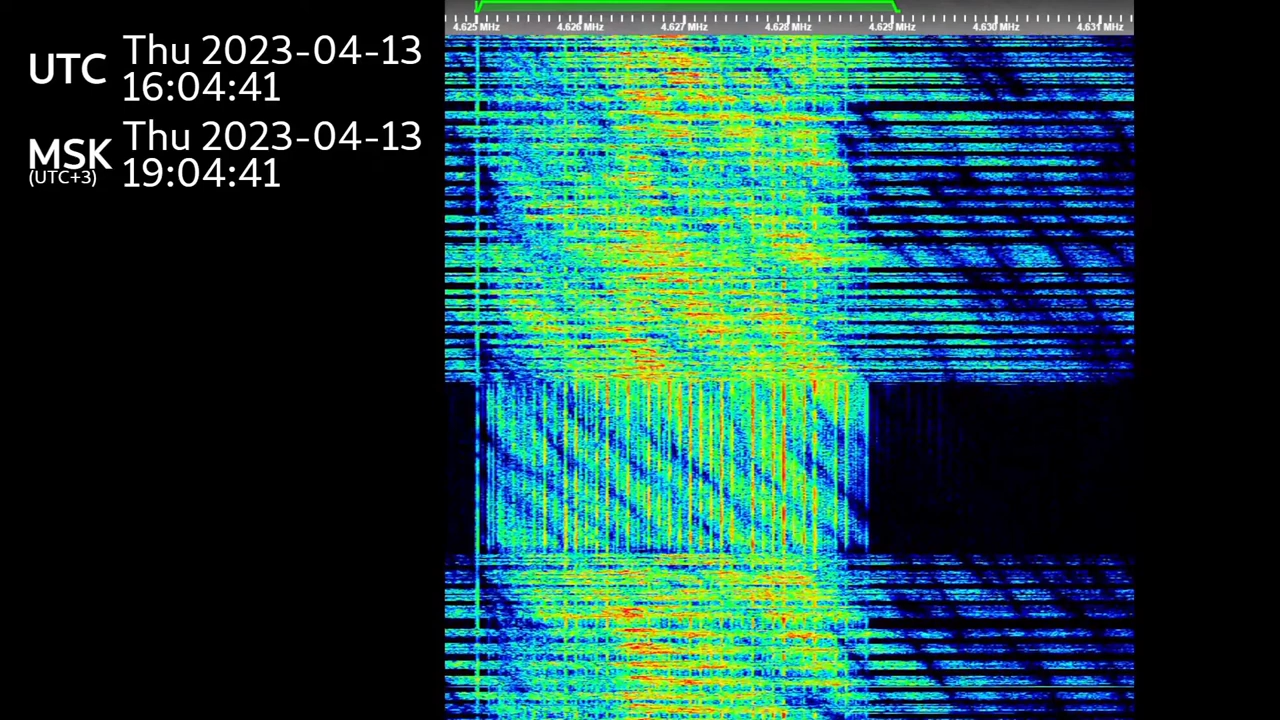 4.625 MHz 4.626 MHz 4.627 MHz 4.628 MHz 4.629 MHz 4.630 MHz 4.631 MHz
UTC Thu 2023-04-13
16:04:41
MSK Thu 2023-04-13
(UTC+3) 19:04:41